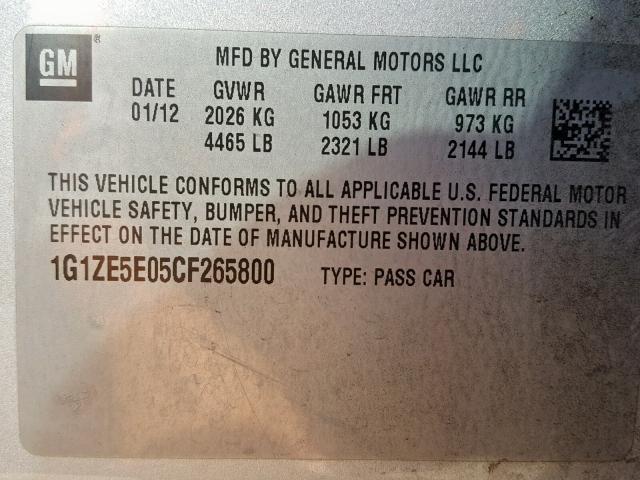 GM ®
MFD BY GENERAL MOTORS LLC
DATE GVWR GAWR FRT GAWR RR
01/12 2026 KG 1053 KG 973 KG
4465 LB 2321 LB 2144 LB
THIS VEHICLE CONFORMS TO ALL APPLICABLE U.S. FEDERAL MOTOR
VEHICLE SAFETY, BUMPER, AND THEFT PREVENTION STANDARDS IN
EFFECT ON THE DATE OF MANUFACTURE SHOWN ABOVE.
1G1ZE5E05CF265800 TYPE: PASS CAR